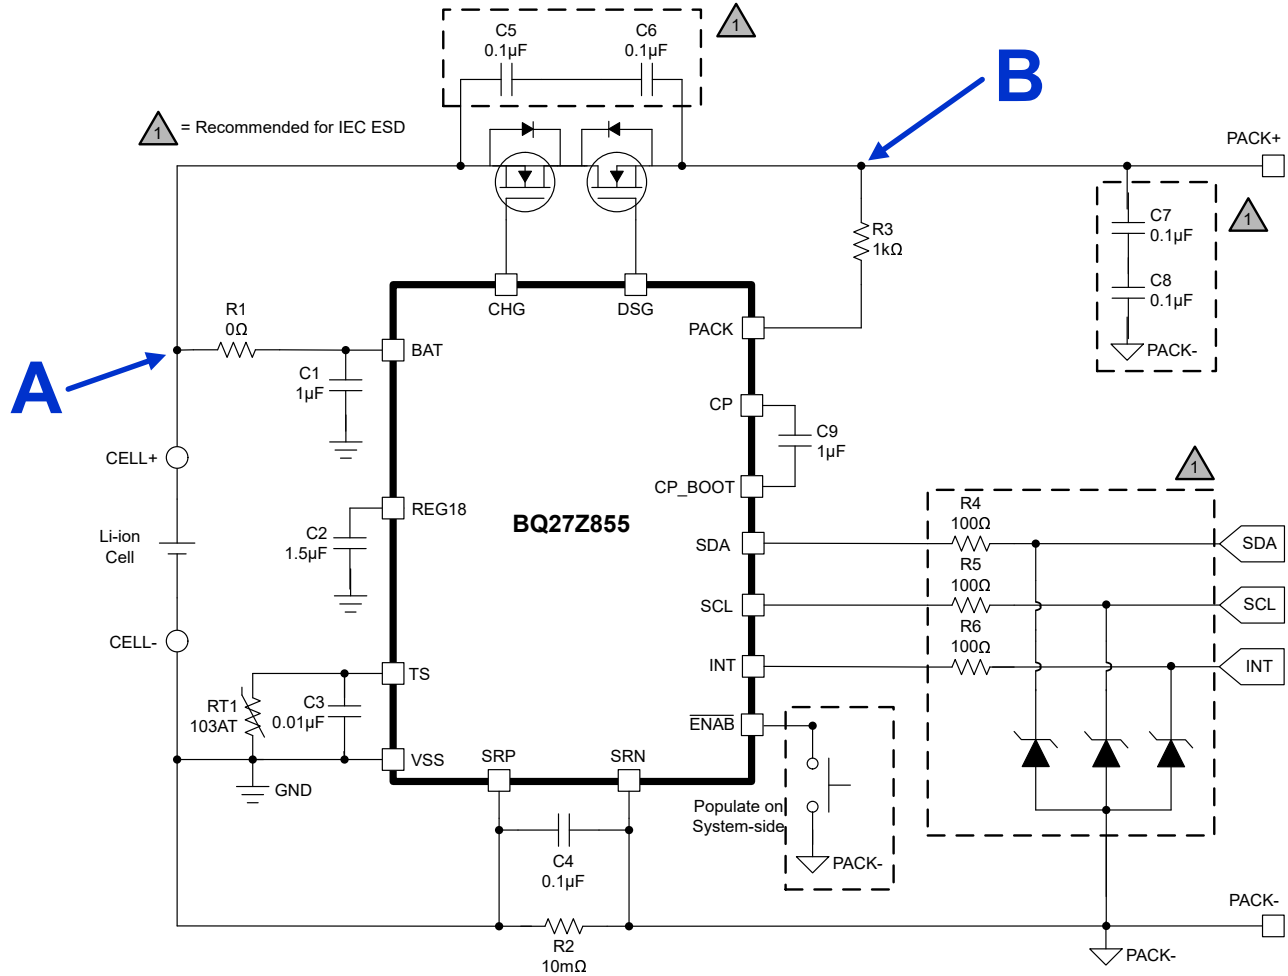 C5
0.1µF
C6
0.1µF
1
B
1
= Recommended for IEC ESD
PACK+
C7
0.1µF
1
R3
1kΩ
C8
0.1µF
PACK-
CHG
DSG
R1
0Ω
PACK
BAT
A
C1
1µF
CP
C9
1µF
CELL+
CP_BOOT
1
REG18
BQ27Z855
R4
100Ω
C2
1.5µF
Li-ion
Cell
SDA
SDA
R5
100Ω
SCL
SCL
R6
100Ω
CELL-
INT
INT
TS
RT1
103AT
C3
0.01µF
ENAB
VSS
SRP
SRN
GND
Populate on
System-side
PACK-
C4
0.1µF
PACK-
R2
10mΩ
PACK-